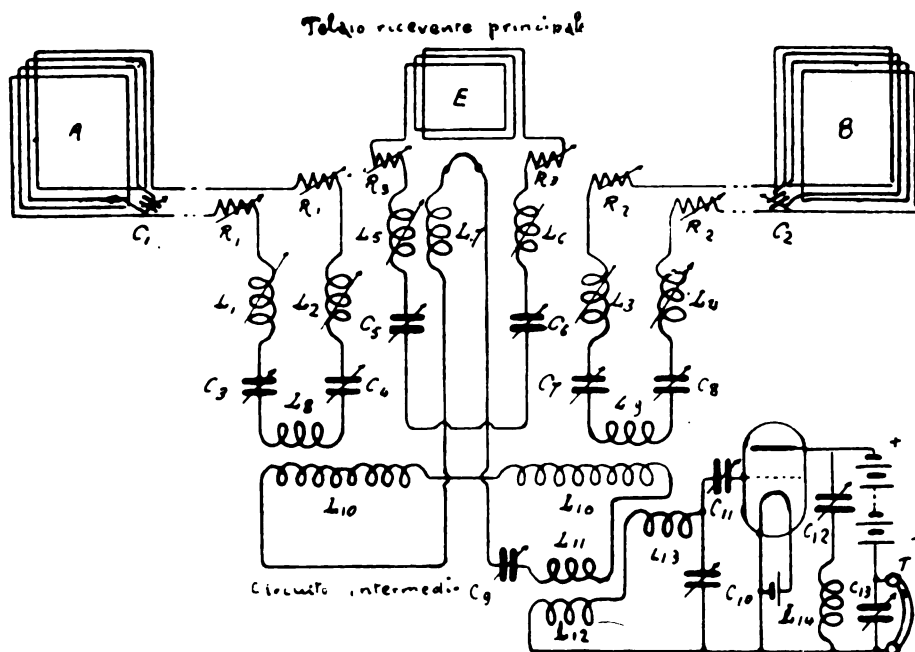 Telaio ricevente principale
A
E
B
C1
R1
R1
R3
R3
R2
R2
C2
L1
L2
L5
L7
L6
L3
L4
C3
C4
C5
C6
C7
C8
L8
L9
L10
L10
L11
L12
L13
C11
C12
+
-
C9
C10
L14
C13
T
Circuito intermedio